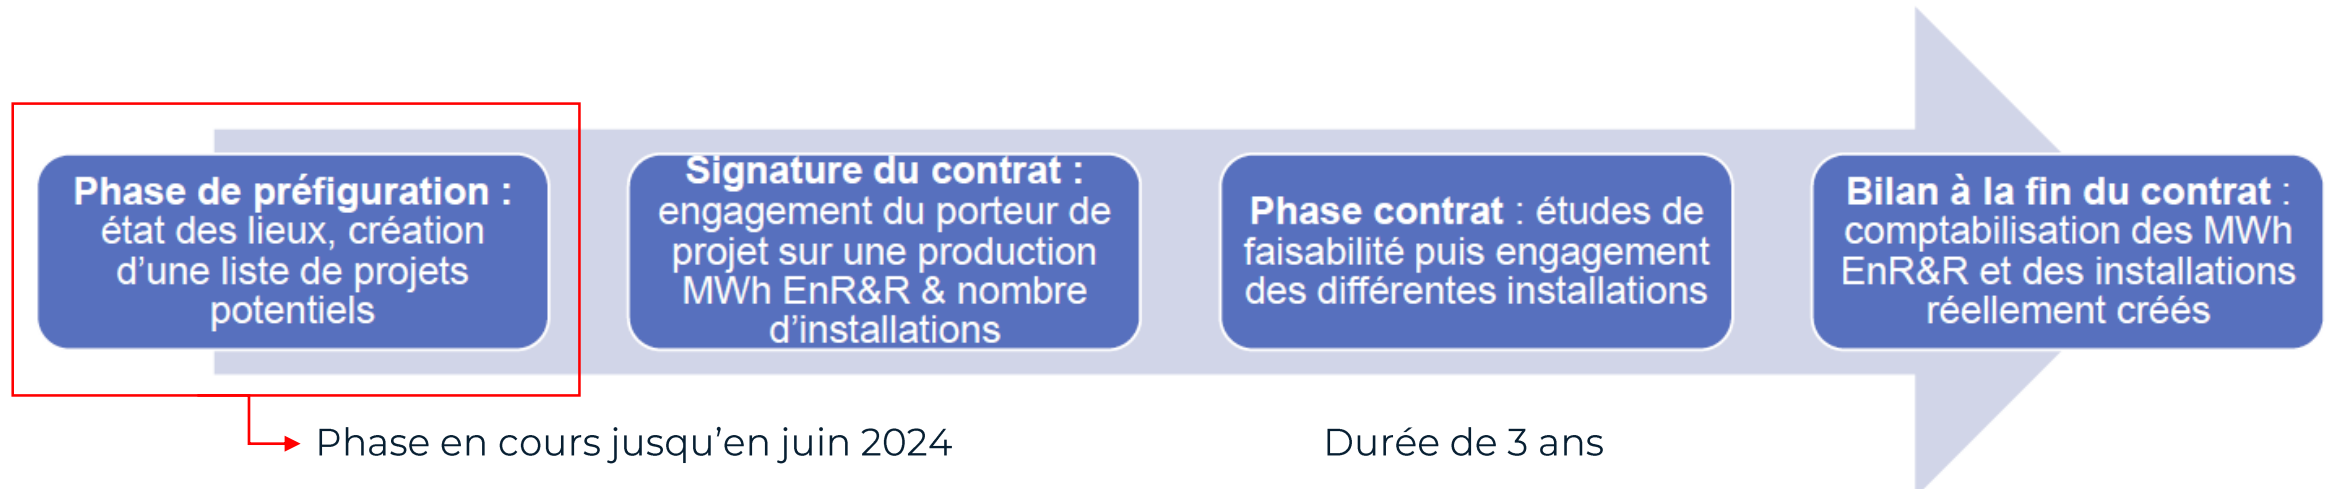 Phase de préfiguration :
état des lieux, création
d’une liste de projets
potentiels
Signature du contrat :
engagement du porteur de
projet sur une production
MWh EnR&R & nombre
d’installations
Phase contrat : études de
faisabilité puis engagement
des différentes installations
Bilan à la fin du contrat :
comptabilisation des MWh
EnR&R et des installations
réellement créés
Phase en cours jusqu’en juin 2024
Durée de 3 ans